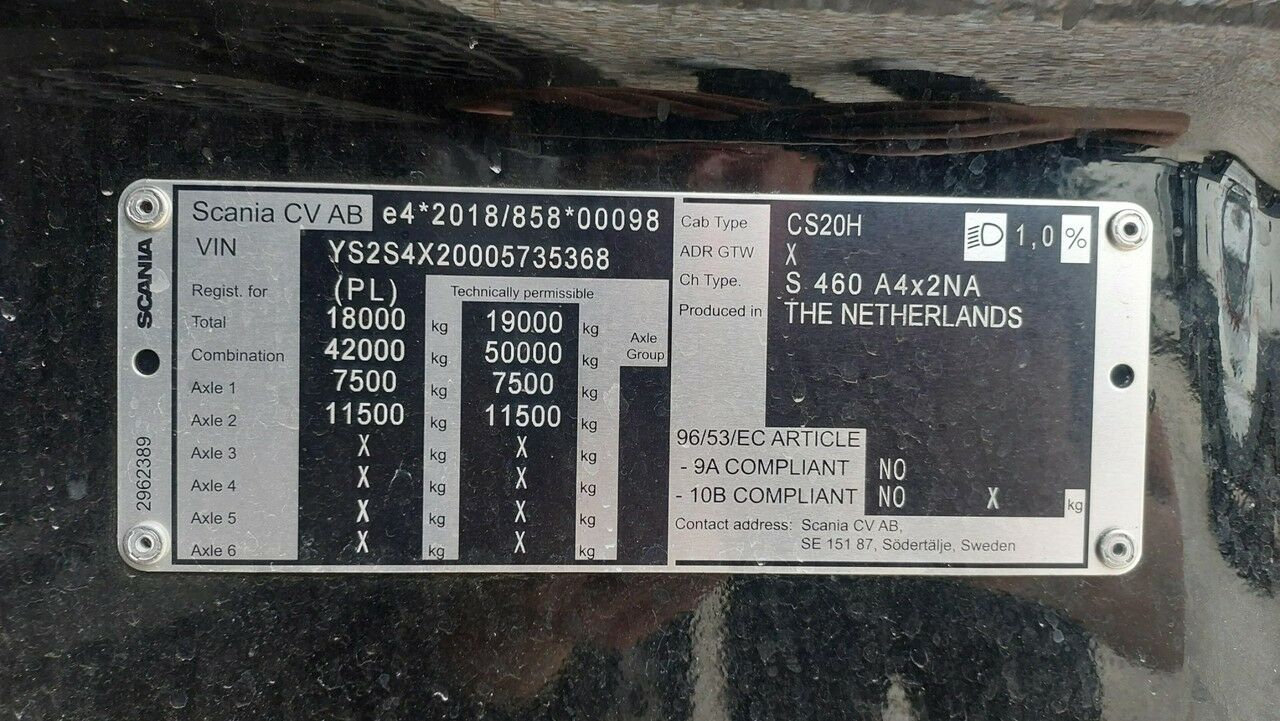 SCANIA
2962389
Scania CV AB e4*2018/858*00098
VIN YS2S4X20005735368
Regist. for (PL) Technically permissible
Total 18000 kg 19000 kg Axle Group
Combination 42000 kg 50000 kg
Axle 1 7500 kg 7500 kg
Axle 2 11500 kg 11500 kg
Axle 3 X kg X kg
Axle 4 X kg X kg
Axle 5 X kg X kg
Axle 6 X kg X kg
Cab Type CS20H 1,0 %
ADR GTW X
Ch Type. S 460 A4x2NA
Produced in THE NETHERLANDS
96/53/EC ARTICLE
- 9A COMPLIANT NO
- 10B COMPLIANT NO X kg
Contact address: Scania CV AB,
SE 151 87, Södertälje, Sweden